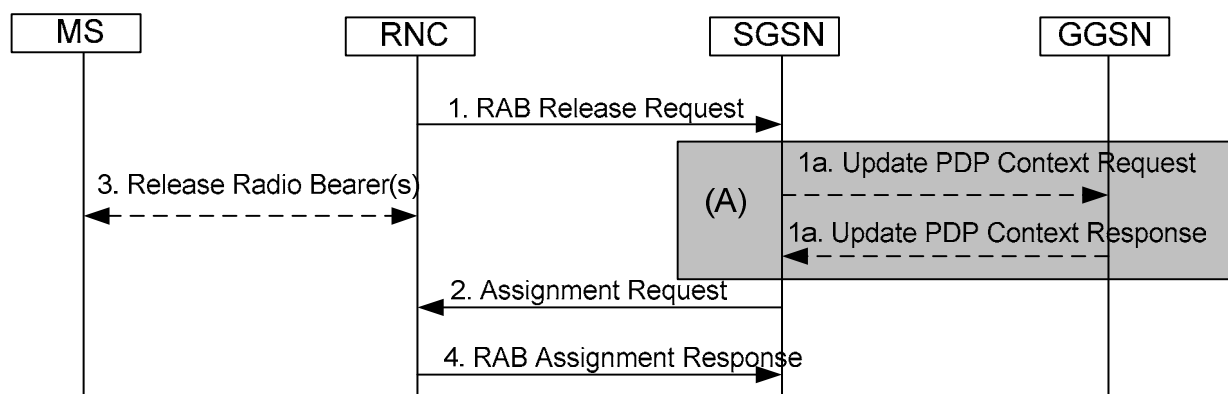 MS
RNC
SGSN
GGSN
1. RAB Release Request
1a. Update PDP Context Request
3. Release Radio Bearer(s)
(A)
1a. Update PDP Context Response
2. Assignment Request
4. RAB Assignment Response